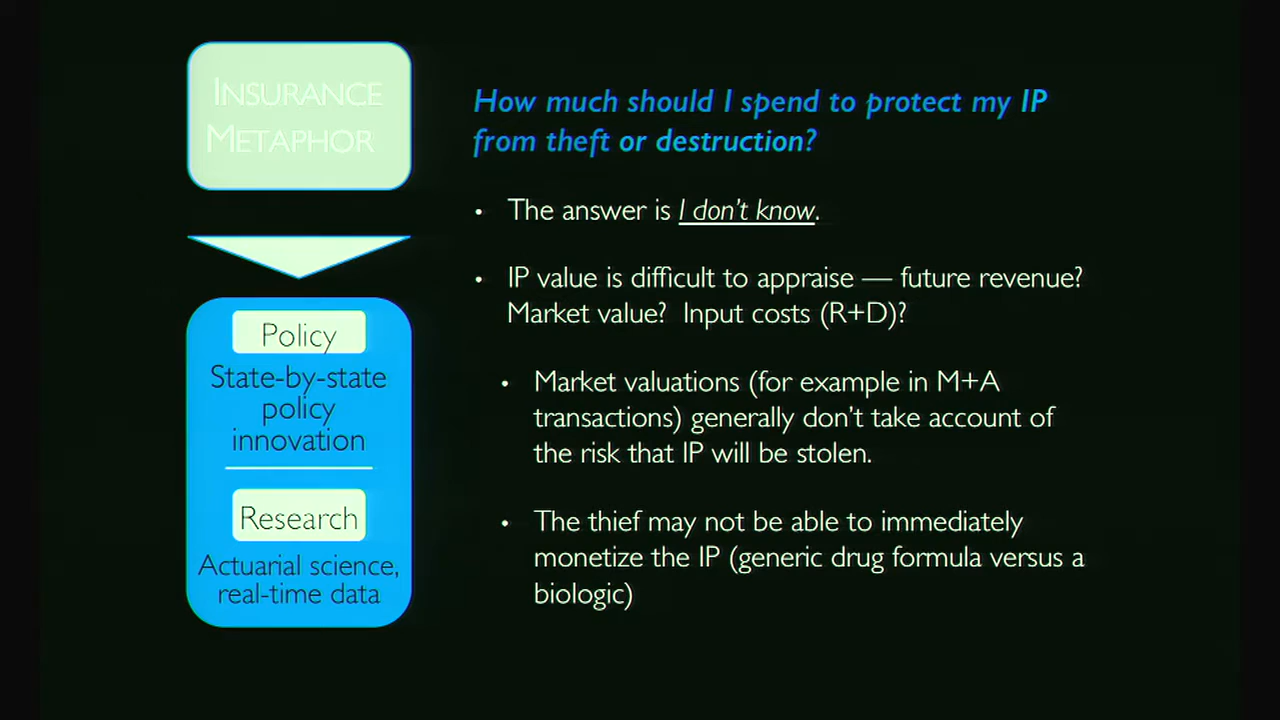 INSURANCE
METAPHOR
Policy
State-by-state
policy
innovation
Research
Actuarial science,
real-time data
How much should I spend to protect my IP
from theft or destruction?
• The answer is I don't know.
• IP value is difficult to appraise — future revenue?
Market value? Input costs (R+D)?
• Market valuations (for example in M+A
transactions) generally don't take account of
the risk that IP will be stolen.
• The thief may not be able to immediately
monetize the IP (generic drug formula versus a
biologic)